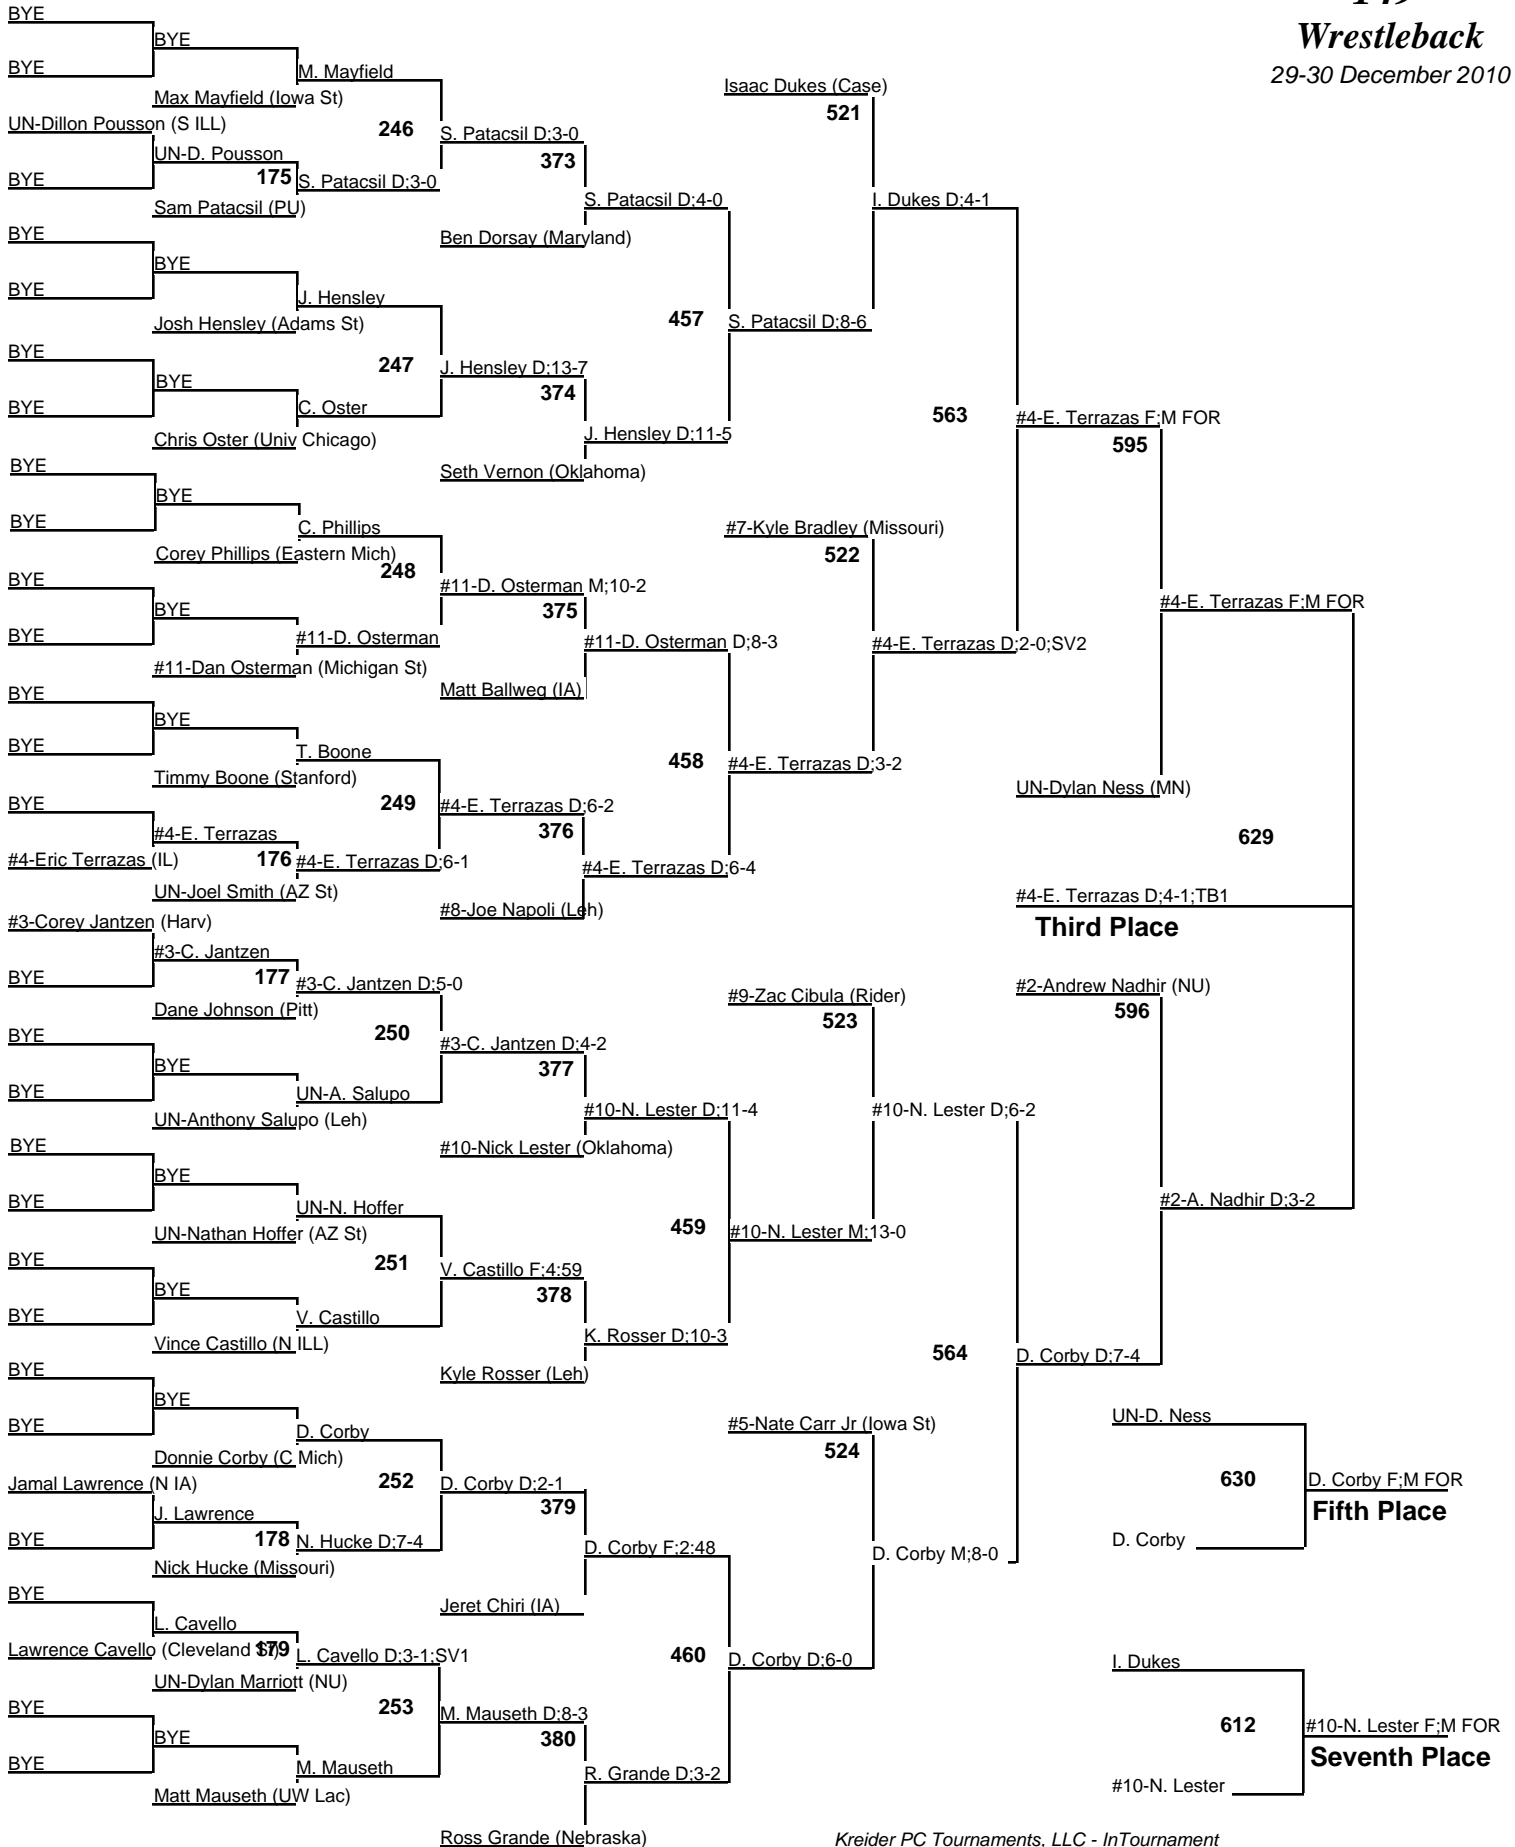 Wrestleback
29-30 December 2010
BYE
BYE
BYE
M. Mayfield
Max Mayfield (Iowa St)
UN-Dillon Pousson (S ILL)
246
UN-D. Pousson
BYE
175
S. Patacsil D;3-0
Sam Patacsil (PU)
S. Patacsil D;3-0
373
Ben Dorsay (Maryland)
S. Patacsil D;4-0
BYE
BYE
BYE
J. Hensley
Josh Hensley (Adams St)
BYE
247
BYE
BYE
C. Oster
Chris Oster (Univ Chicago)
J. Hensley D;13-7
374
Seth Vernon (Oklahoma)
J. Hensley D;11-5
457
S. Patacsil D;8-6
Isaac Dukes (Case)
521
I. Dukes D;4-1
BYE
BYE
BYE
C. Phillips
Corey Phillips (Eastern Mich)
248
BYE
BYE
BYE
#11-D. Osterman
#11-Dan Osterman (Michigan St)
#11-D. Osterman M;10-2
375
Matt Ballweg (IA)
#11-D. Osterman D;8-3
BYE
BYE
BYE
T. Boone
Timmy Boone (Stanford)
249
BYE
#4-E. Terrazas
#4-Eric Terrazas (IL)
176
#4-E. Terrazas D;6-1
UN-Joel Smith (AZ St)
#4-E. Terrazas D;6-2
376
#8-Joe Napoli (Leh)
#4-E. Terrazas D;6-4
458
#4-E. Terrazas D;3-2
#7-Kyle Bradley (Missouri)
522
#4-E. Terrazas D;2-0;SV2
563
#4-E. Terrazas F;M FOR
595
UN-Dylan Ness (MN)
#4-E. Terrazas F;M FOR
629
#4-E. Terrazas D;4-1;TB1
Third Place
#3-Corey Jantzen (Harv)
#3-C. Jantzen
BYE
177
#3-C. Jantzen D;5-0
Dane Johnson (Pitt)
250
BYE
BYE
BYE
UN-A. Salupo
UN-Anthony Salupo (Leh)
#3-C. Jantzen D;4-2
377
#10-Nick Lester (Oklahoma)
#10-N. Lester D;11-4
BYE
BYE
BYE
UN-N. Hoffer
UN-Nathan Hoffer (AZ St)
251
BYE
BYE
BYE
V. Castillo
Vince Castillo (N ILL)
V. Castillo F;4:59
378
Kyle Rosser (Leh)
K. Rosser D;10-3
459
#10-N. Lester M;13-0
#9-Zac Cibula (Rider)
523
#10-N. Lester D;6-2
BYE
BYE
BYE
D. Corby
Donnie Corby (C Mich)
252
Jamal Lawrence (N IA)
J. Lawrence
BYE
178
N. Hucke D;7-4
Nick Hucke (Missouri)
D. Corby D;2-1
379
Jeret Chiri (IA)
D. Corby F;2:48
BYE
L. Cavello
Lawrence Cavello (Cleveland St)
179
L. Cavello D;3-1;SV1
UN-Dylan Marriott (NU)
253
BYE
BYE
BYE
M. Mauseth
Matt Mauseth (UW Lac)
M. Mauseth D;8-3
380
Ross Grande (Nebraska)
R. Grande D;3-2
460
D. Corby D;6-0
#5-Nate Carr Jr (Iowa St)
524
D. Corby M;8-0
564
D. Corby D;7-4
#2-Andrew Nadhir (NU)
596
#2-A. Nadhir D;3-2
UN-D. Ness
630
D. Corby
D. Corby F;M FOR
Fifth Place
I. Dukes
612
#10-N. Lester
#10-N. Lester F;M FOR
Seventh Place
Kreider PC Tournaments, LLC - InTournament